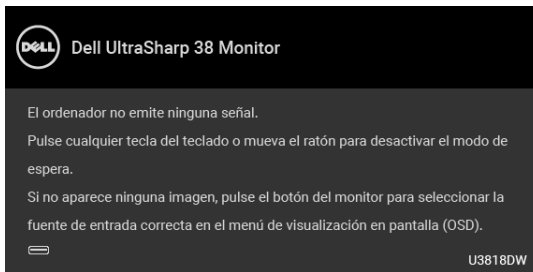 DELL
Dell UltraSharp 38 Monitor
El ordenador no emite ninguna señal.
Pulse cualquier tecla del teclado o mueva el ratón para desactivar el modo de
espera.
Si no aparece ninguna imagen, pulse el botón del monitor para seleccionar la
fuente de entrada correcta en el menú de visualización en pantalla (OSD).
U3818DW